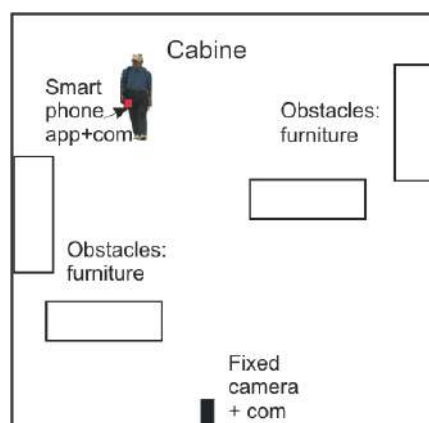 Cabine
Smart
phone
app+com
Obstacles:
furniture
Obstacles:
furniture
Fixed
camera
+ com